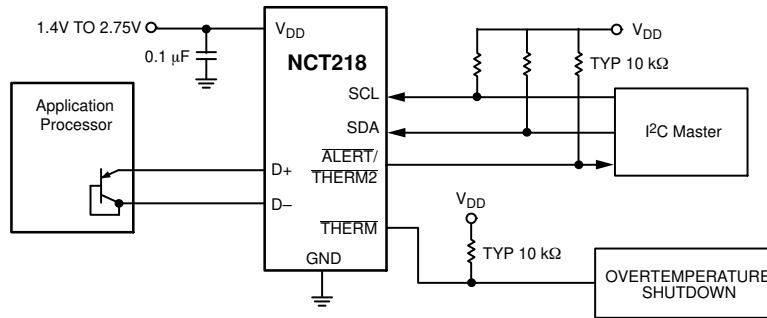 1.4V TO 2.75V
0.1 μF
VDD
NCT218
SCL
SDA
ALERT/
THERM2
THERM
D+
D–
GND
Application
Processor
VDD
TYP 10 kΩ
I2C Master
VDD
TYP 10 kΩ
OVERTEMPERATURE
SHUTDOWN